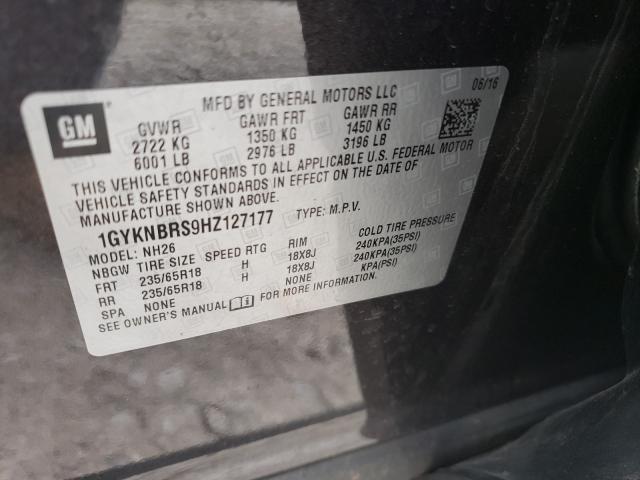 GM
MFD BY GENERAL MOTORS LLC 06/16
GVWR GAWR FRT GAWR RR
2722 KG 1350 KG 1450 KG
6001 LB 2976 LB 3196 LB
THIS VEHICLE CONFORMS TO ALL APPLICABLE U.S. FEDERAL MOTOR
VEHICLE SAFETY STANDARDS IN EFFECT ON THE DATE OF
MANUFACTURE SHOWN ABOVE.
1GYKNBRS9HZ127177 TYPE: M.P.V.
MODEL: NH26
NBGW TIRE SIZE SPEED RTG RIM COLD TIRE PRESSURE
FRT 235/65R18 H 18X8J 240KPA(35PSI)
RR 235/65R18 H 18X8J 240KPA(35PSI)
SPA NONE NONE KPA(PSI)
SEE OWNER'S MANUAL FOR MORE INFORMATION.